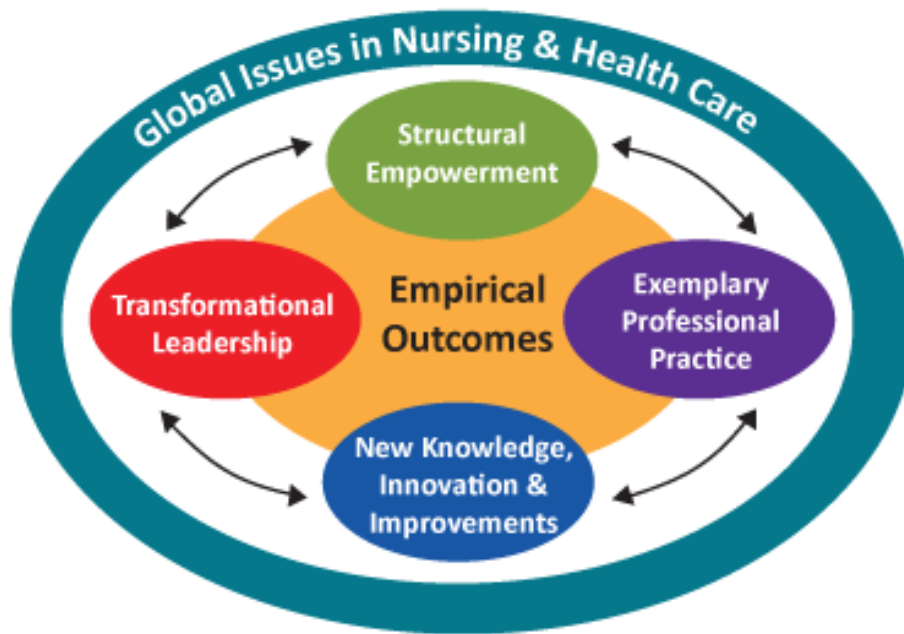 Global Issues in Nursing & Health Care
Structural
Empowerment
Transformational
Leadership
Empirical
Outcomes
Exemplary
Professional
Practice
New Knowledge,
Innovation &
Improvements